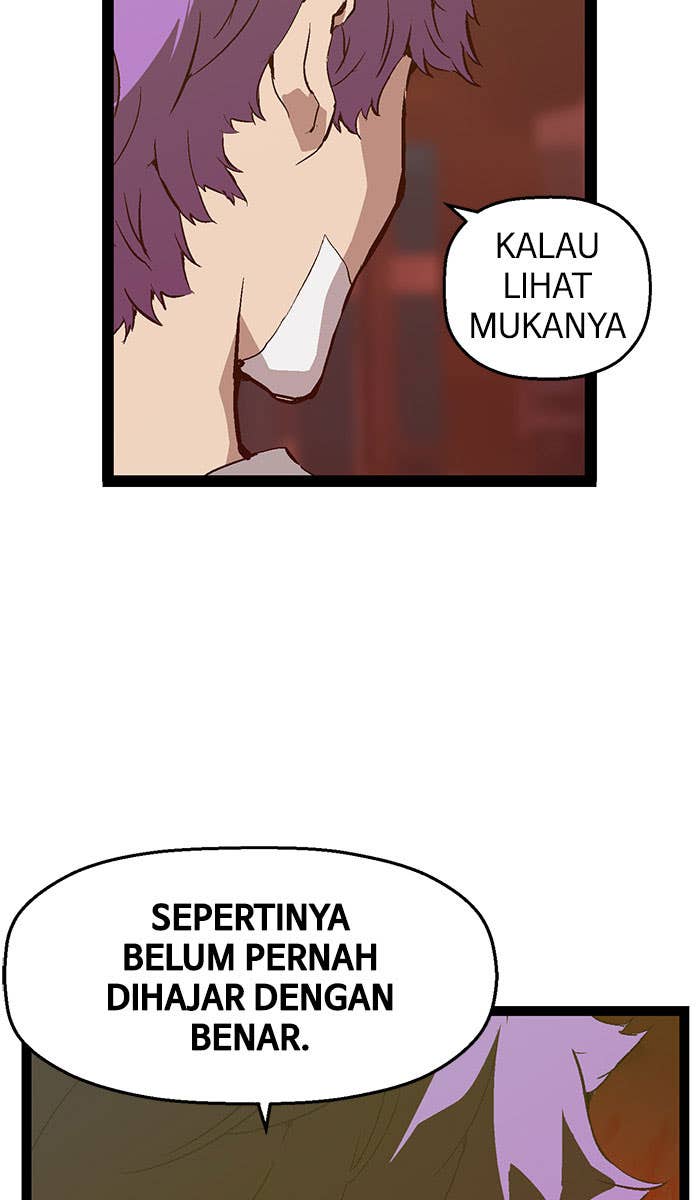 KALAU
LIHAT
MUKANYA
SEPERTINYA
BELUM PERNAH
DIHAJAR DENGAN
BENAR.